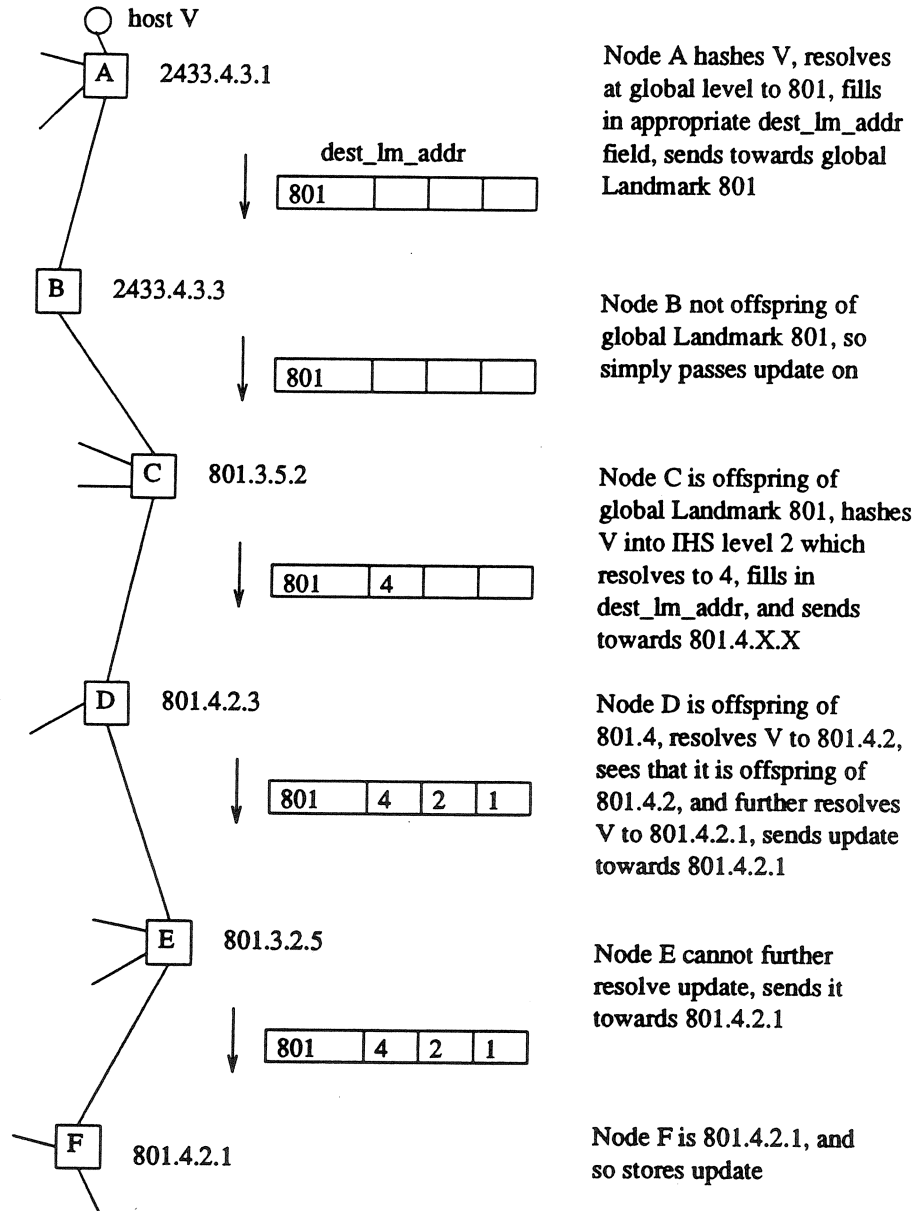 host V
A
2433.4.3.1
Node A hashes V, resolves
at global level to 801, fills
in appropriate dest_lm_addr
field, sends towards global
Landmark 801
dest_lm_addr
801
B
2433.4.3.3
Node B not offspring of
global Landmark 801, so
simply passes update on
801
C
801.3.5.2
Node C is offspring of
global Landmark 801, hashes
V into IHS level 2 which
resolves to 4, fills in
dest_lm_addr, and sends
towards 801.4.X.X
801 4
D
801.4.2.3
Node D is offspring of
801.4, resolves V to 801.4.2,
sees that it is offspring of
801.4.2, and further resolves
V to 801.4.2.1, sends update
towards 801.4.2.1
801 4 2 1
E
801.3.2.5
Node E cannot further
resolve update, sends it
towards 801.4.2.1
801 4 2 1
F
801.4.2.1
Node F is 801.4.2.1, and
so stores update